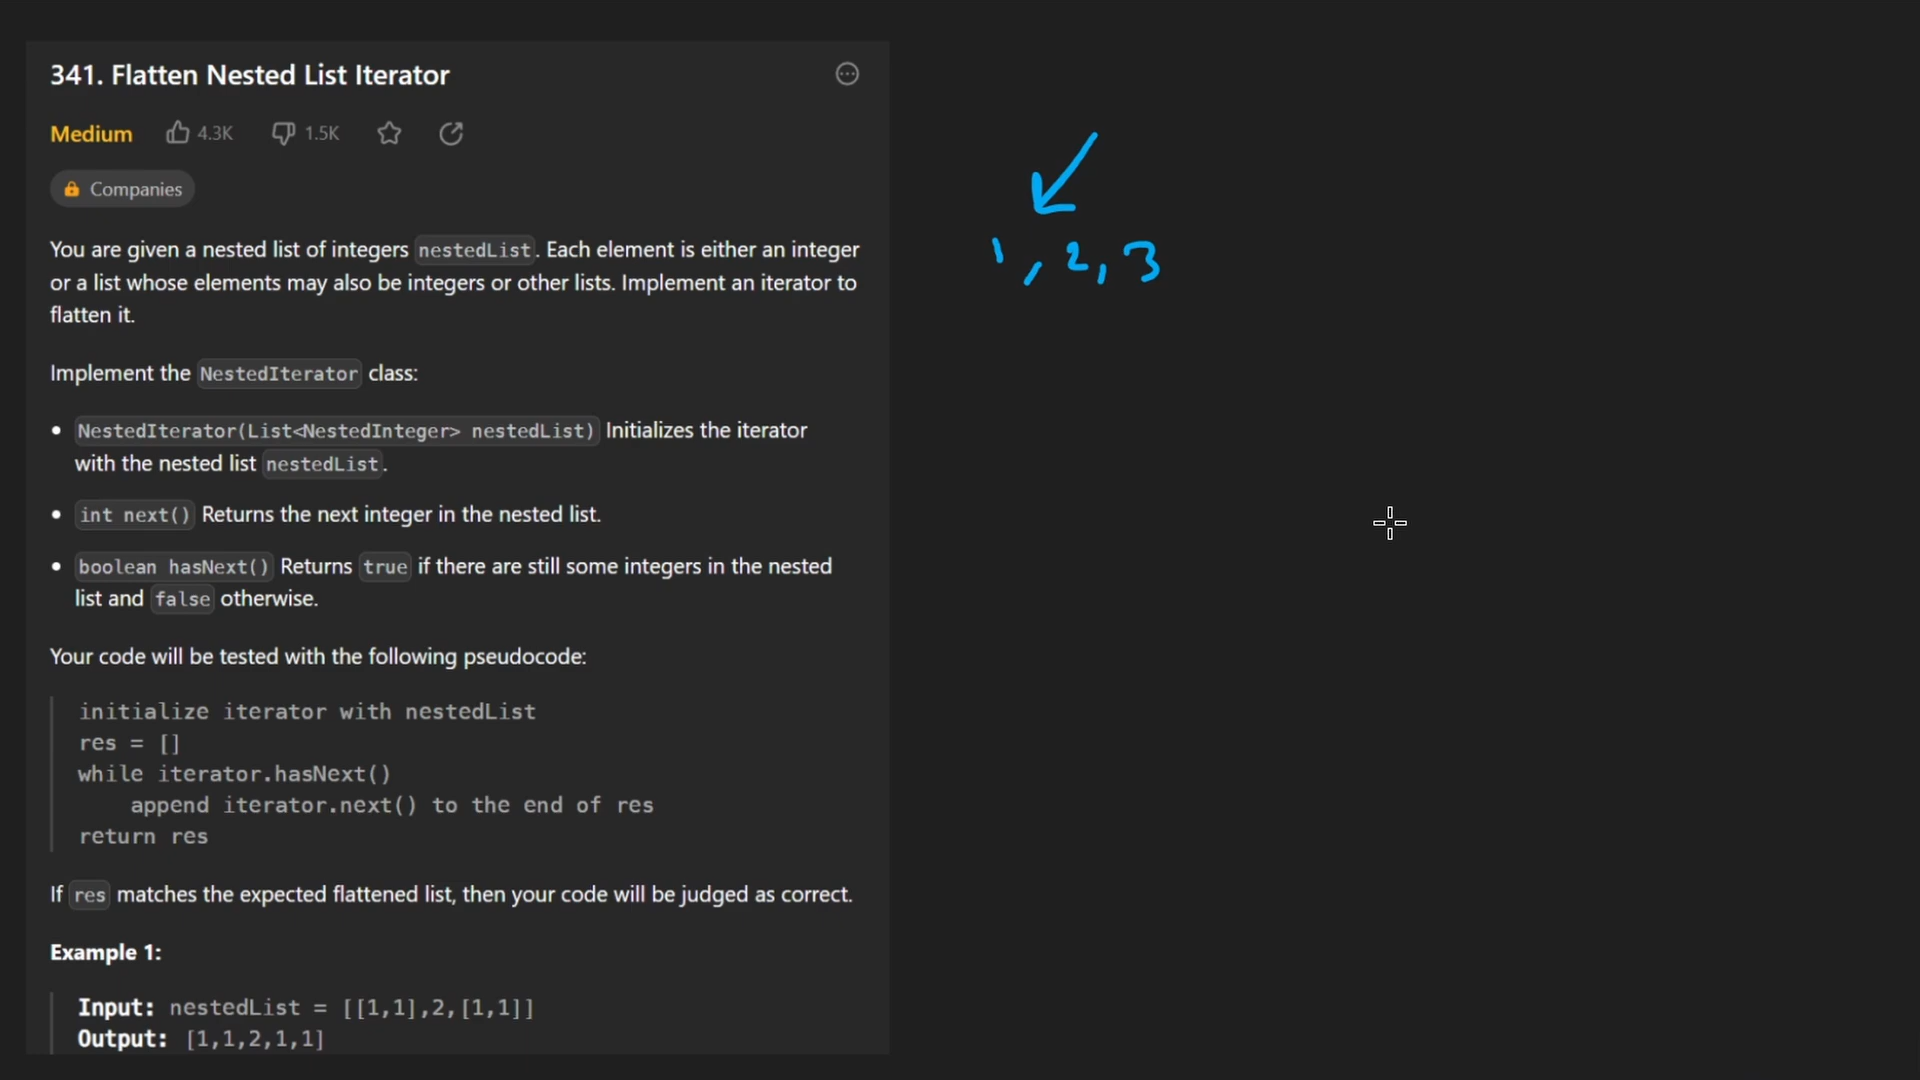 341. Flatten Nested List Iterator
Medium 4.3K 1.5K
Companies
You are given a nested list of integers nestedList. Each element is either an integer
or a list whose elements may also be integers or other lists. Implement an iterator to
flatten it.
Implement the NestedIterator class:
• NestedIterator(List<NestedInteger> nestedList) Initializes the iterator
with the nested list nestedList.
• int next() Returns the next integer in the nested list.
• boolean hasNext() Returns true if there are still some integers in the nested
list and false otherwise.
Your code will be tested with the following pseudocode:
initialize iterator with nestedList
res = []
while iterator.hasNext()
    append iterator.next() to the end of res
return res
If res matches the expected flattened list, then your code will be judged as correct.
Example 1:
Input: nestedList = [[1,1],2,[1,1]]
Output: [1,1,2,1,1]
1, 2, 3